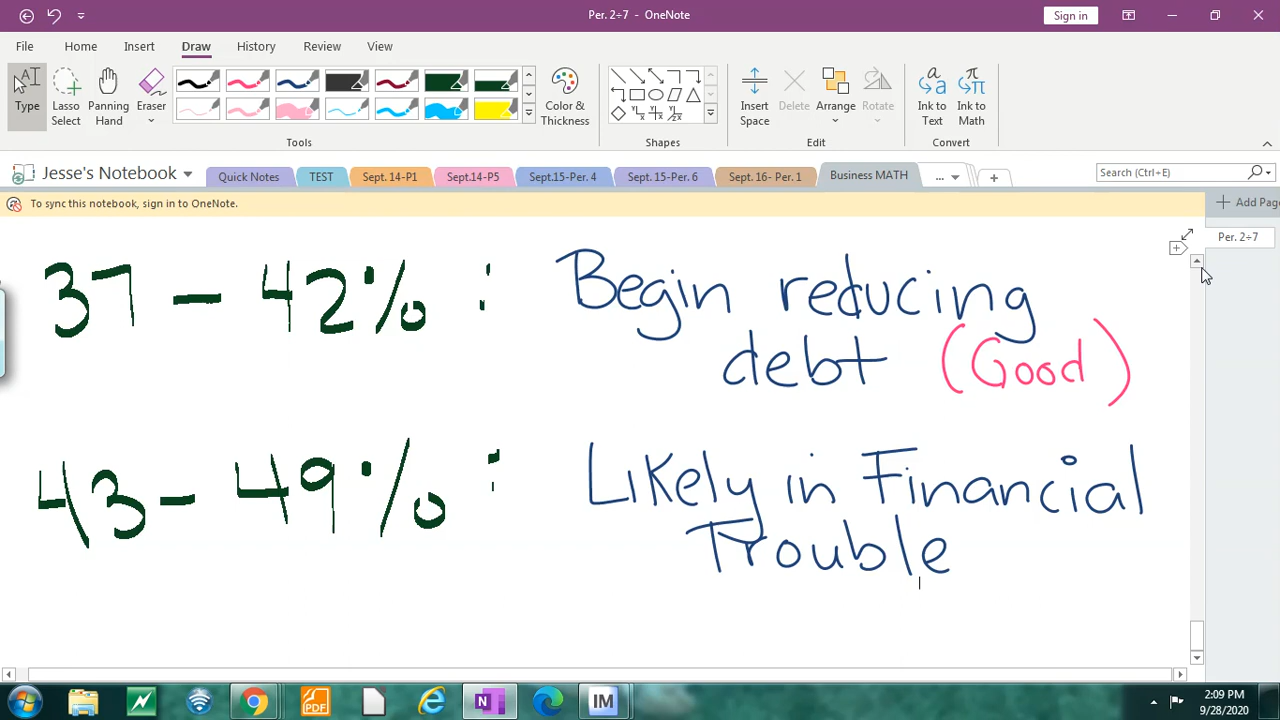 Per. 2÷7 - OneNote
Sign in
File Home Insert Draw History Review View
Type
Lasso Select
Panning Hand
Eraser
Color & Thickness
Insert Space
Delete
Arrange
Rotate
Ink to Text
Ink to Math
Tools Shapes Edit Convert
Jesse's Notebook
Quick Notes TEST Sept. 14-P1 Sept.14-P5 Sept.15-Per. 4 Sept. 15-Per. 6 Sept. 16- Per. 1 Business MATH ...
Search (Ctrl+E)
To sync this notebook, sign in to OneNote.
Add Pag
Per. 2÷7
37 - 42% : Begin reducing
debt (Good)
43- 49% : Likely in Financial
Trouble
PDF
IM
2:09 PM
9/28/2020